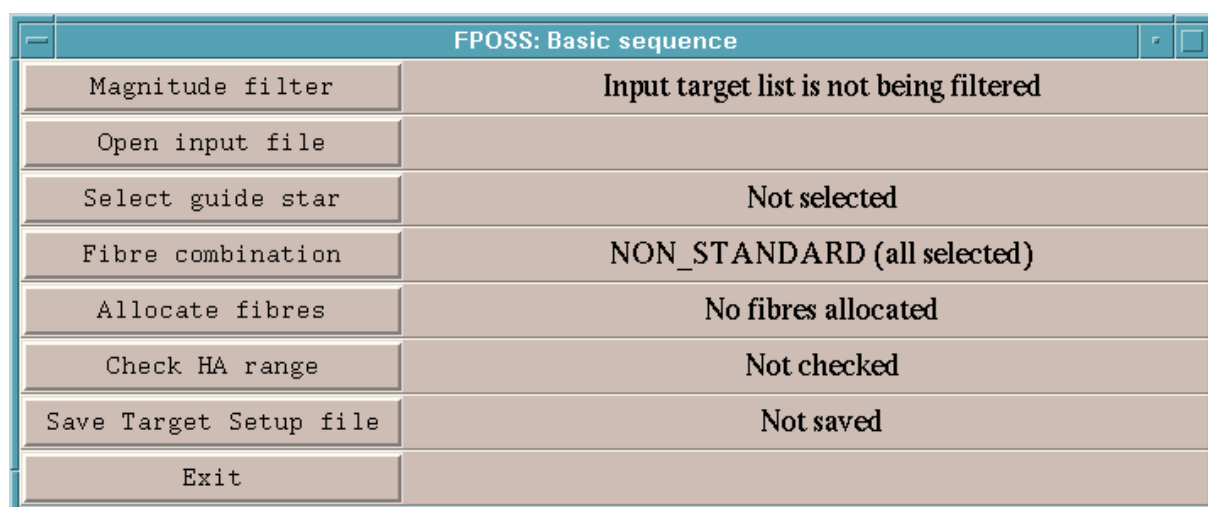 FPOSS: Basic sequence
Magnitude filter Input target list is not being filtered
Open input file
Select guide star Not selected
Fibre combination NON_STANDARD (all selected)
Allocate fibres No fibres allocated
Check HA range Not checked
Save Target Setup file Not saved
Exit